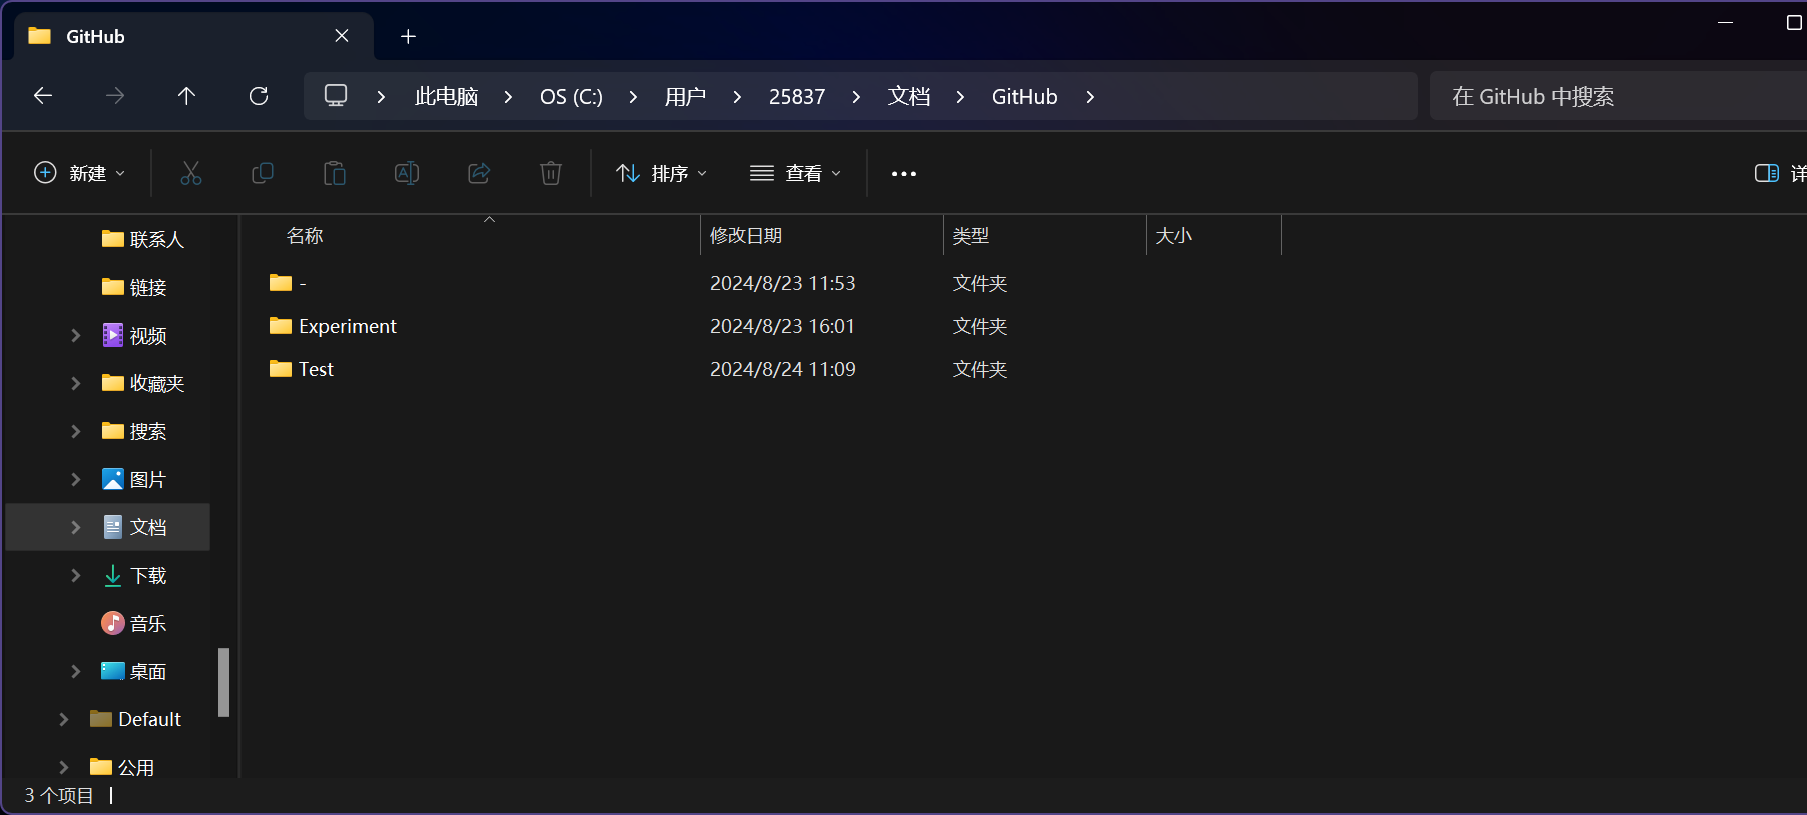 GitHub
此电脑 OS (C:) 用户 25837 文档 GitHub 在 GitHub 中搜索
新建 排序 查看 ••• 详
名称 修改日期 类型 大小
- 2024/8/23 11:53 文件夹
Experiment 2024/8/23 16:01 文件夹
Test 2024/8/24 11:09 文件夹
联系人
链接
视频
收藏夹
搜索
图片
文档
下载
音乐
桌面
Default
公用
3 个项目